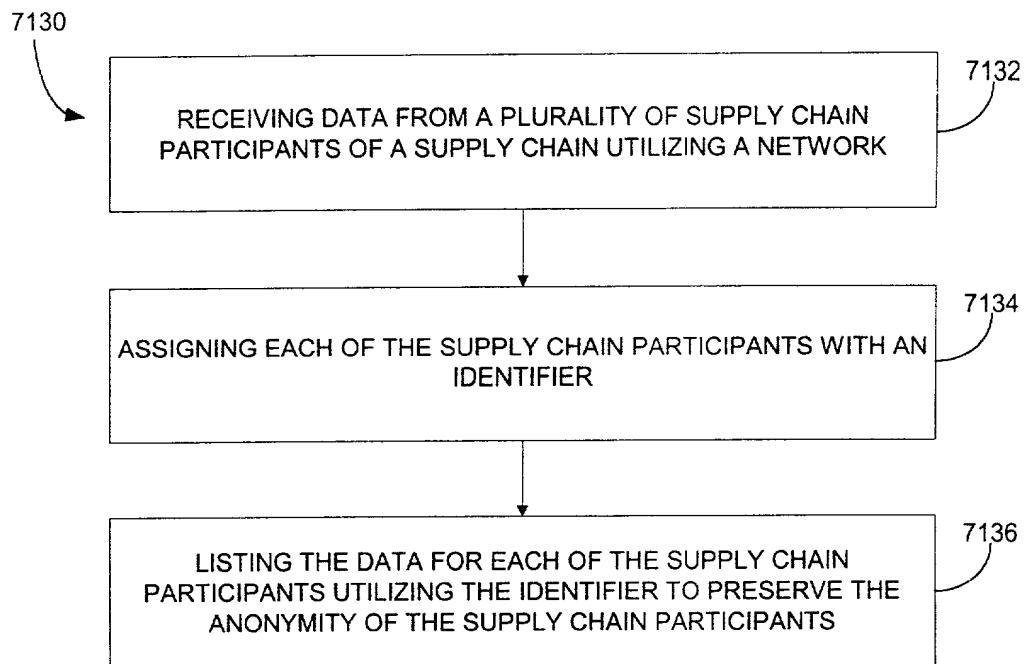 7130
7132
RECEIVING DATA FROM A PLURALITY OF SUPPLY CHAIN
PARTICIPANTS OF A SUPPLY CHAIN UTILIZING A NETWORK
7134
ASSIGNING EACH OF THE SUPPLY CHAIN PARTICIPANTS WITH AN
IDENTIFIER
7136
LISTING THE DATA FOR EACH OF THE SUPPLY CHAIN
PARTICIPANTS UTILIZING THE IDENTIFIER TO PRESERVE THE
ANONYMITY OF THE SUPPLY CHAIN PARTICIPANTS